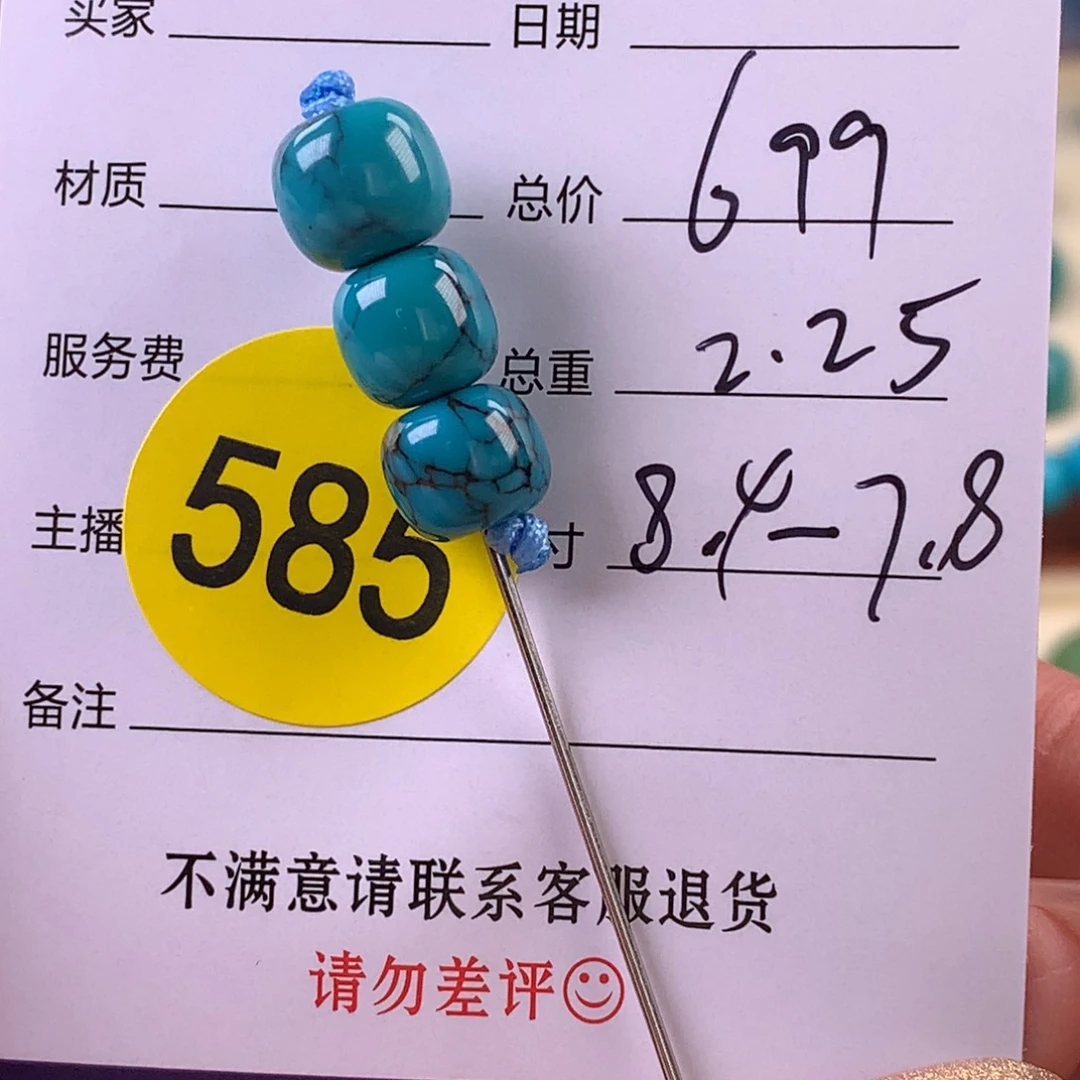 买家 日期
材质 总价 699
服务费 总重 2.25
主播 寸 8.4-7.8
585
备注
不满意请联系客服退货
请勿差评